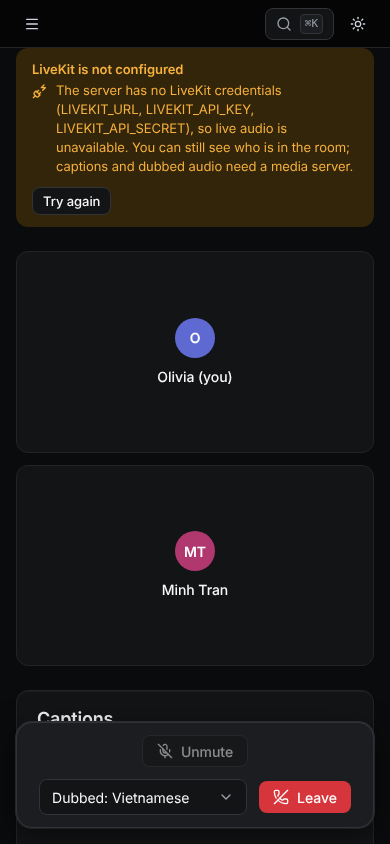 ⌘K
LiveKit is not configured
The server has no LiveKit credentials
(LIVEKIT_URL, LIVEKIT_API_KEY,
LIVEKIT_API_SECRET), so live audio is
unavailable. You can still see who is in the room;
captions and dubbed audio need a media server.
Try again
O
Olivia (you)
MT
Minh Tran
Captions
Unmute
Dubbed: Vietnamese
Leave